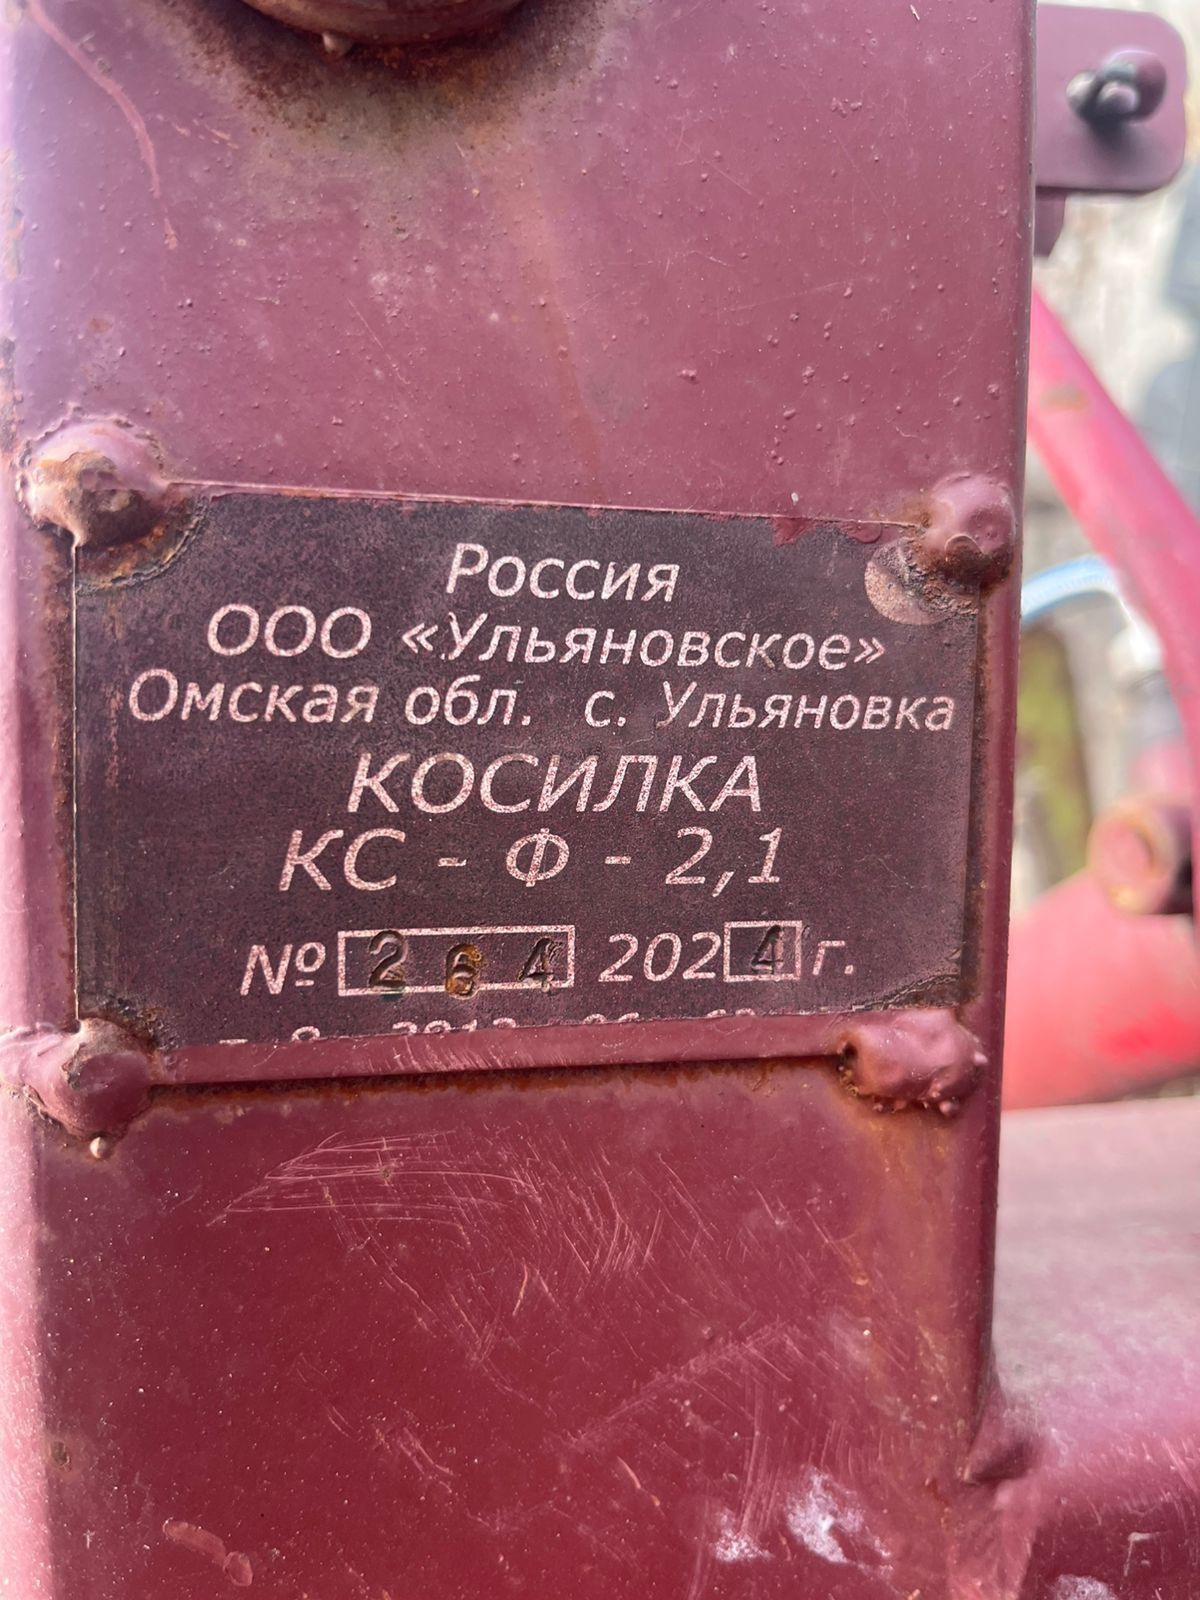 Россия
ООО «Ульяновское»
Омская обл. с. Ульяновка
КОСИЛКА
КС - Ф - 2,1
№ 264 2024 г.